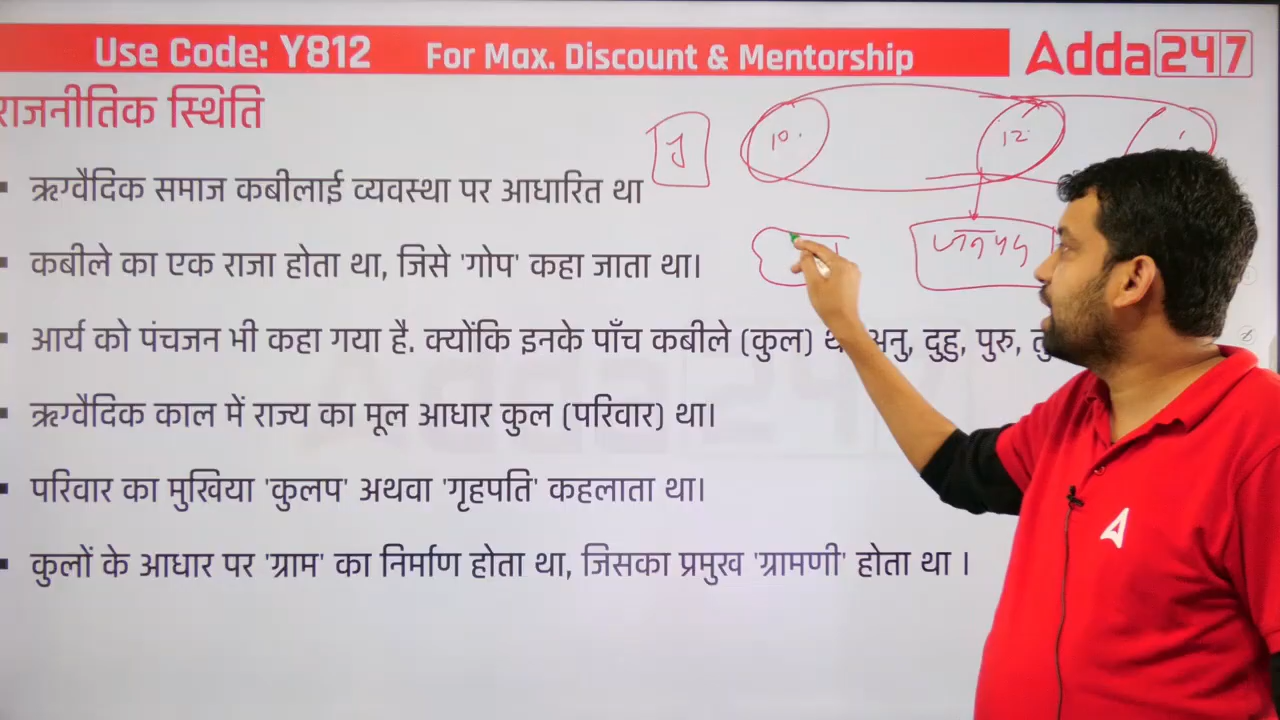 Use Code: Y812 For Max. Discount & Mentorship Adda247
राजनीतिक स्थिति
10.
12.
ऋग्वैदिक समाज कबीलाई व्यवस्था पर आधारित था
जनपद
कबीले का एक राजा होता था, जिसे 'गोप' कहा जाता था।
आर्य को पंचजन भी कहा गया है. क्योंकि इनके पाँच कबीले (कुल) अनु, दुहु, पुरु,
ऋग्वैदिक काल में राज्य का मूल आधार कुल (परिवार) था।
परिवार का मुखिया 'कुलप' अथवा 'गृहपति' कहलाता था।
कुलों के आधार पर 'ग्राम' का निर्माण होता था, जिसका प्रमुख 'ग्रामणी' होता था ।